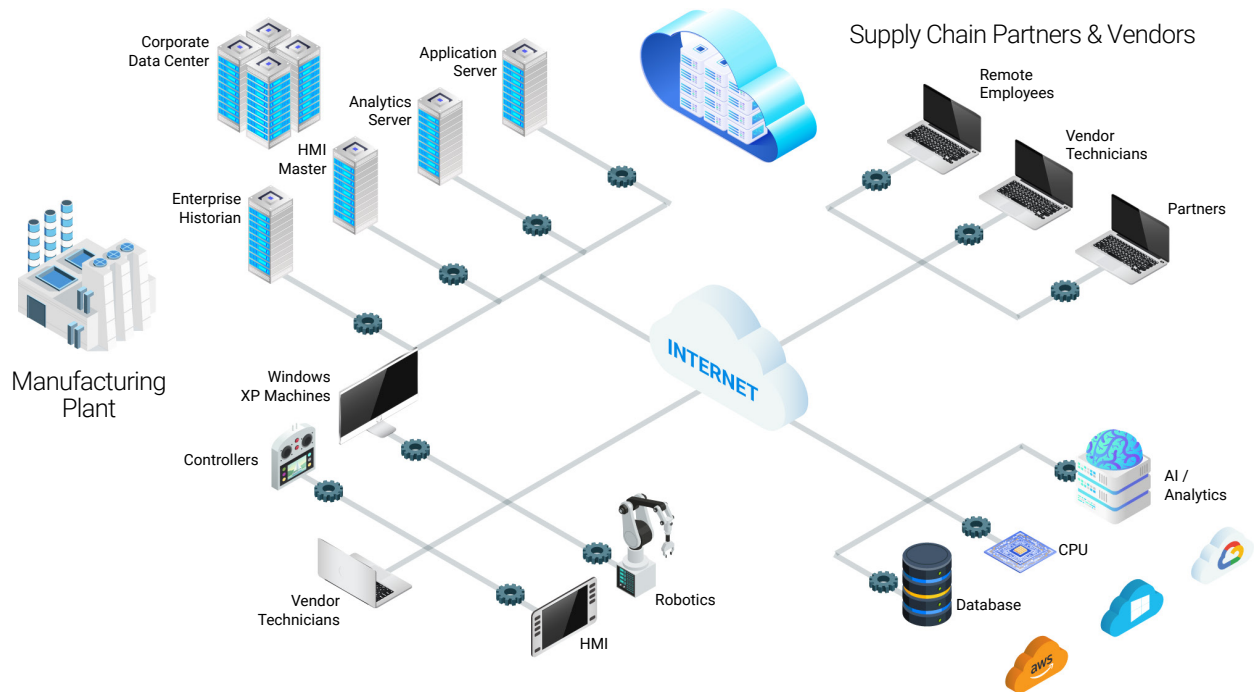 Corporate
Data Center
Application
Server
Analytics
Server
HMI
Master
Enterprise
Historian
Supply Chain Partners & Vendors
Remote
Employees
Vendor
Technicians
Partners
Manufacturing
Plant
INTERNET
Windows
XP Machines
Controllers
Vendor
Technicians
HMI
Robotics
AI /
Analytics
CPU
Database
aws